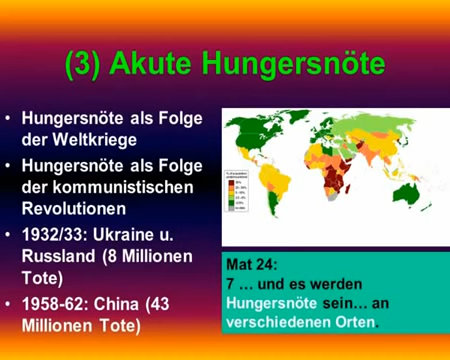 (3) Akute Hungersnöte
• Hungersnöte als Folge
der Weltkriege
• Hungersnöte als Folge
der kommunistischen
Revolutionen
• 1932/33: Ukraine u.
Russland (8 Millionen
Tote)
• 1958-62: China (43
Millionen Tote)
Mat 24:
7 … und es werden
Hungersnöte sein… an
verschiedenen Orten.